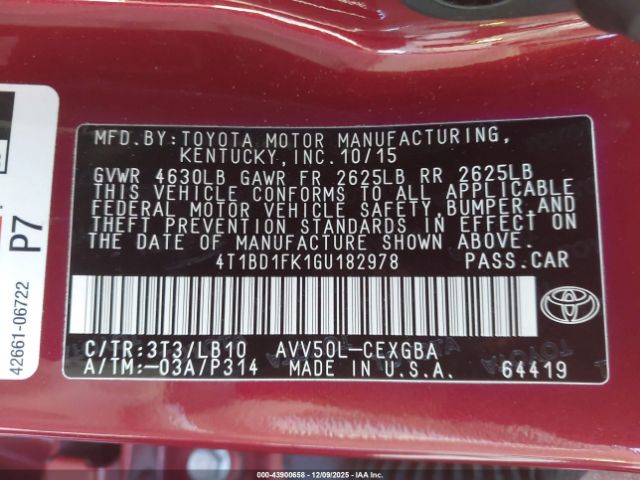 MFD. BY: TOYOTA MOTOR MANUFACTURING,
KENTUCKY, INC. 10/15
GVWR 4630LB GAWR FR 2625LB RR 2625LB
THIS VEHICLE CONFORMS TO ALL APPLICABLE
FEDERAL MOTOR VEHICLE SAFETY, BUMPER, AND
THEFT PREVENTION STANDARDS IN EFFECT ON
THE DATE OF MANUFACTURE SHOWN ABOVE.
4T1BD1FK1GU182978 PASS. CAR
C/TR: 3T3/LB10 AVV50L-CEXGBA
A/TM: -03A/P314 MADE IN U.S.A. 64419
TOYOTA
P7
42661-06722
000-43900658 - 12/09/2025 - IAAI.COM